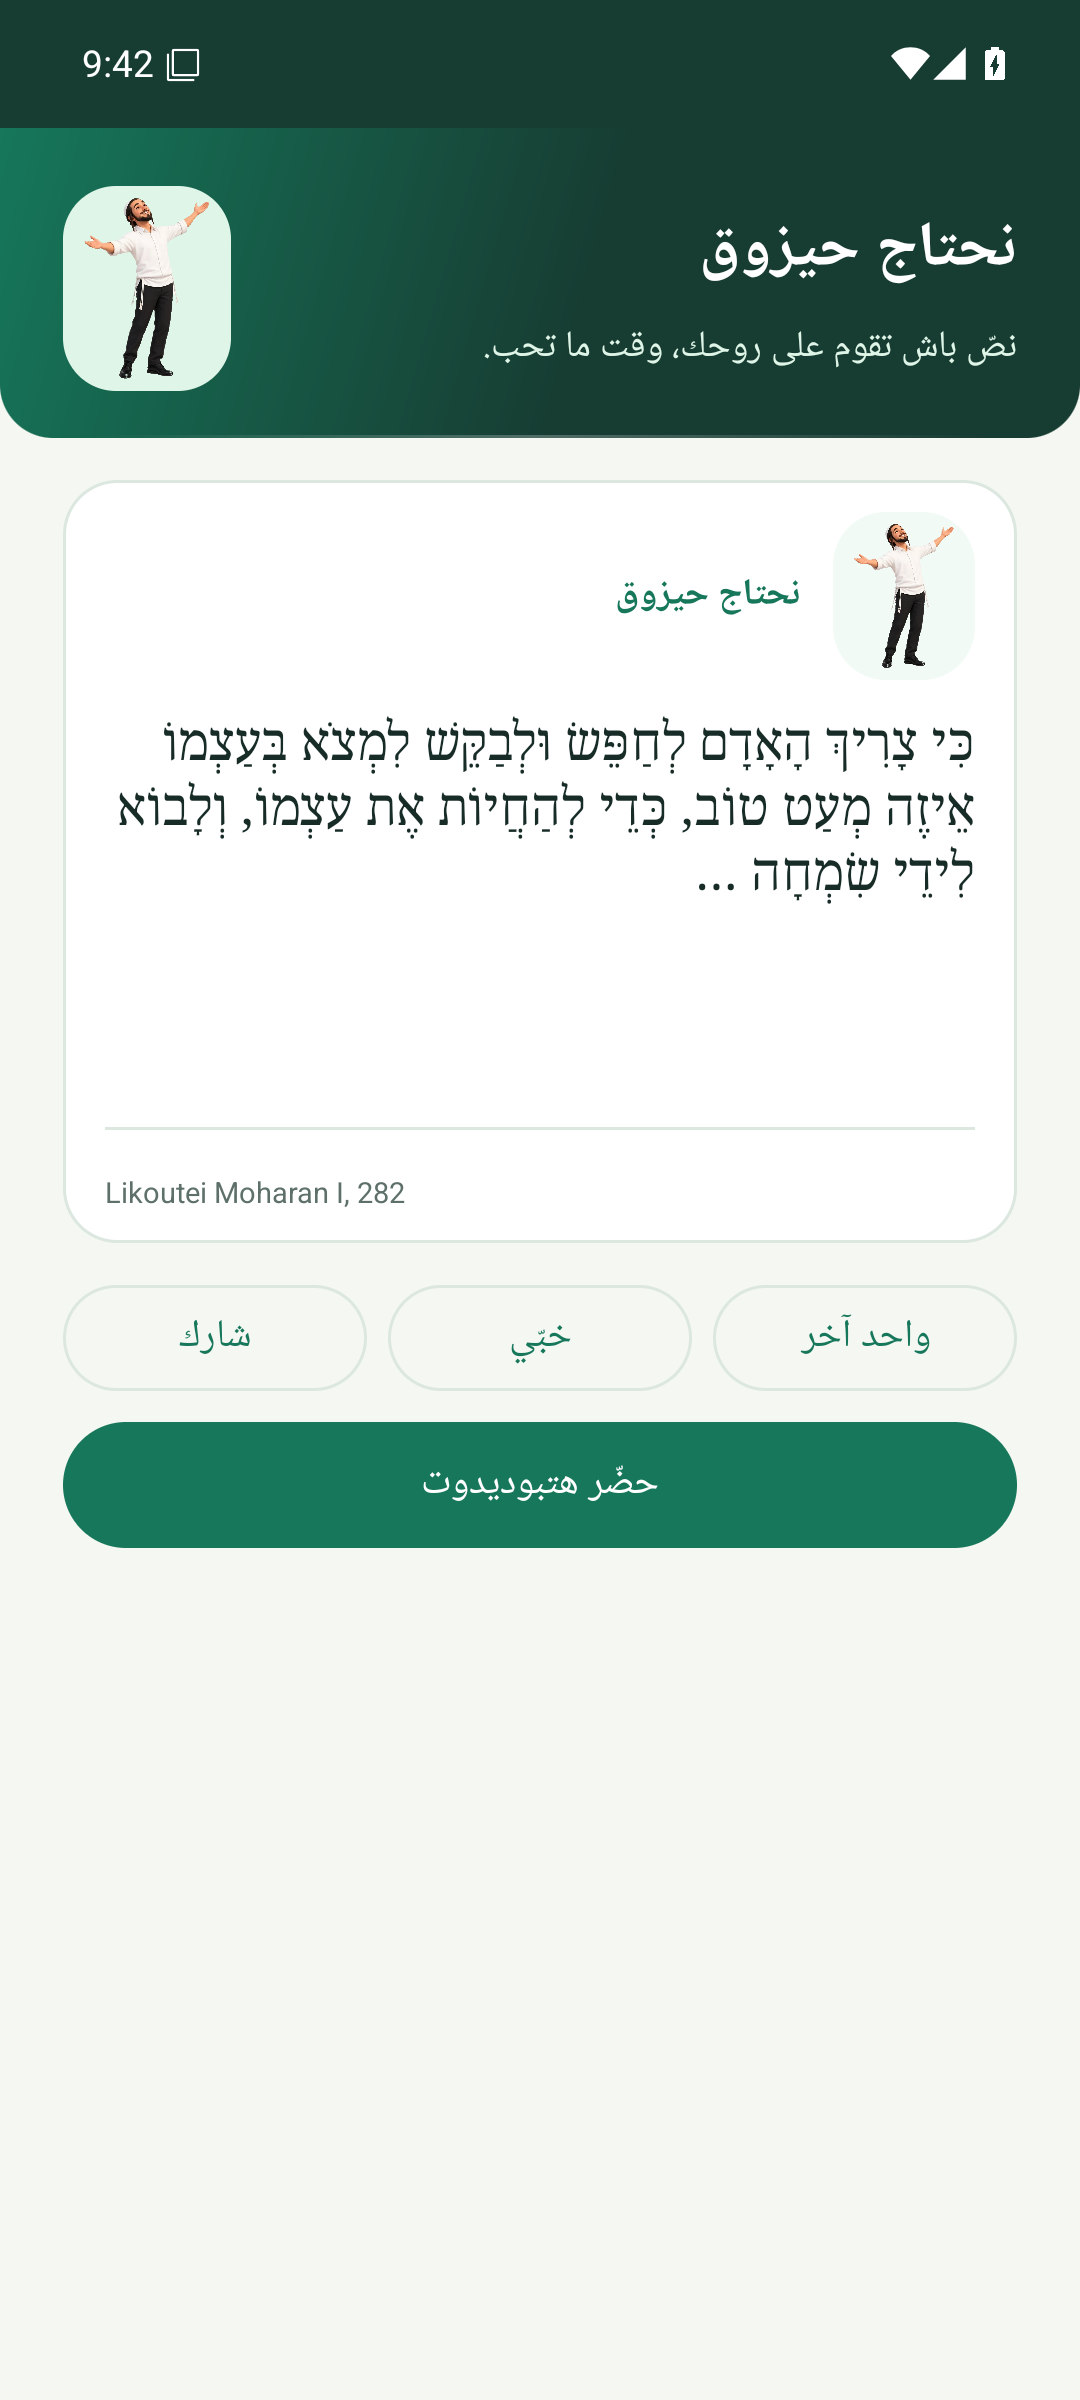 9:42
نحتاج حيزوق
نصّ باش تقوم على روحك، وقت ما تحب.
نحتاج حيزوق
כִּי צָרִיךְ הָאָדָם לְחַפֵּשׂ וּלְבַקֵּשׁ לִמְצֹא בְּעַצְמוֹ
אֵיזֶה מְעַט טוֹב, כְּדֵי לְהַחֲיוֹת אֶת עַצְמוֹ, וְלָבוֹא
לִידֵי שִׂמְחָה ...
Likoutei Moharan I, 282
واحد آخر
خبّي
شارك
حضّر هتبوديدوت